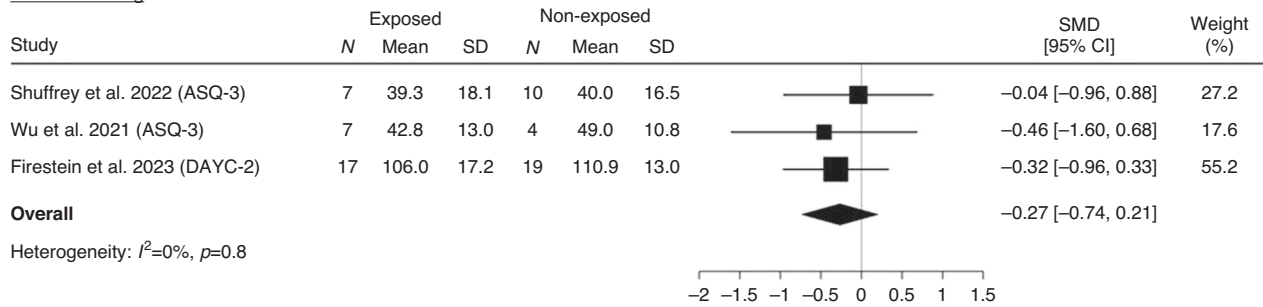 Exposed Non-exposed SMD Weight
Study N Mean SD N Mean SD [95% CI] (%)
Shuffrey et al. 2022 (ASQ-3) 7 39.3 18.1 10 40.0 16.5 –0.04 [–0.96, 0.88] 27.2
Wu et al. 2021 (ASQ-3) 7 42.8 13.0 4 49.0 10.8 –0.46 [–1.60, 0.68] 17.6
Firestein et al. 2023 (DAYC-2) 17 106.0 17.2 19 110.9 13.0 –0.32 [–0.96, 0.33] 55.2
Overall –0.27 [–0.74, 0.21]
Heterogeneity: I²=0%, p=0.8
–2 –1.5 –1 –0.5 0 0.5 1 1.5